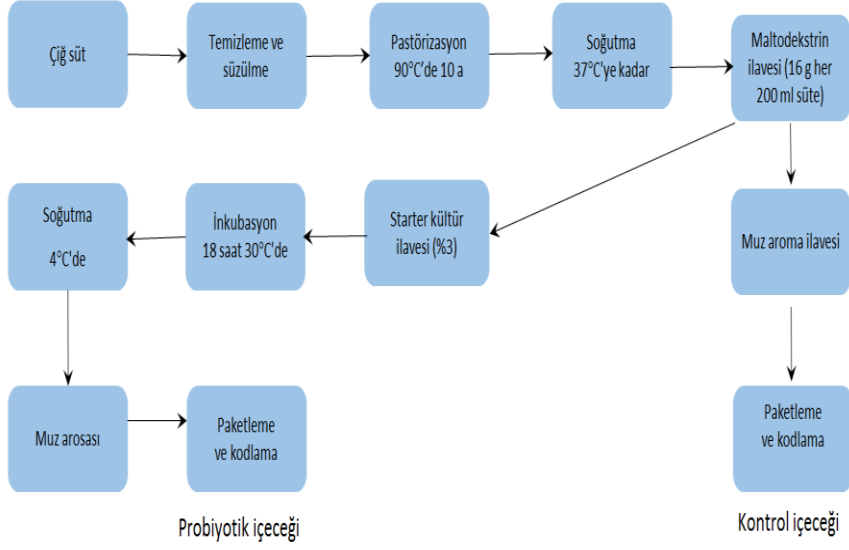 Çiğ süt
Temizleme ve
süzülme
Pastörizasyon
90°C'de 10 a
Soğutma
37°C'ye kadar
Maltodekstrin
ilavesi (16 g her
200 ml süte)
Soğutma
4°C'de
İnkubasyon
18 saat 30°C'de
Starter kültür
ilavesi (%3)
Muz aroma ilavesi
Muz arosası
Paketleme
ve kodlama
Paketleme
ve kodlama
Probiyotik içeceği
Kontrol içeceği